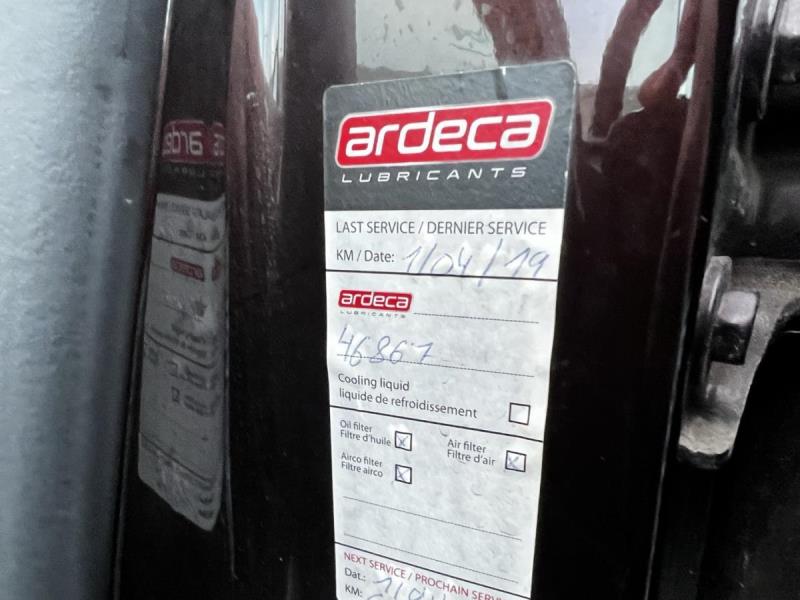 ardeca
LUBRICANTS
LAST SERVICE / DERNIER SERVICE
KM / Date: 1/04/19
ardeca
LUBRICANTS
46867
Cooling liquid
liquide de refroidissement
Oil filter
Filtre d'huile
Air filter
Filtre d'air
Airco filter
Filtre airco
NEXT SERVICE / PROCHAIN SERV
Dat.:
KM: